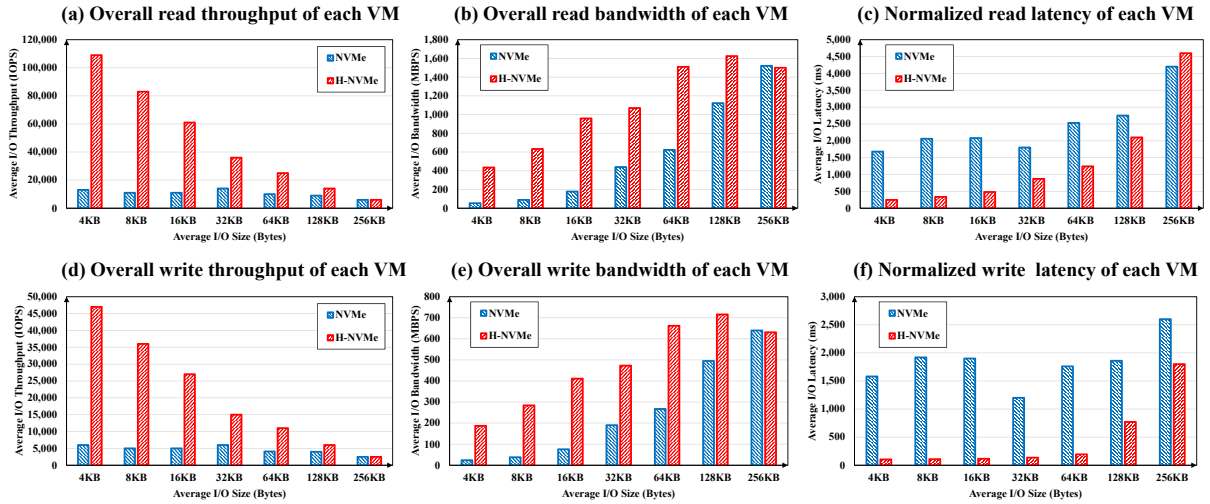 (a) Overall read throughput of each VM
120,000
100,000
80,000
60,000
40,000
20,000
0
Average I/O Throughput (IOPS)
NVMe
H-NVMe
4KB 8KB 16KB 32KB 64KB 128KB 256KB
Average I/O Size (Bytes)
(b) Overall read bandwidth of each VM
1,800
1,600
1,400
1,200
1,000
800
600
400
200
0
Average I/O Bandwidth (MBPS)
NVMe
H-NVMe
4KB 8KB 16KB 32KB 64KB 128KB 256KB
Average I/O Size (Bytes)
(c) Normalized read latency of each VM
5,000
4,500
4,000
3,500
3,000
2,500
2,000
1,500
1,000
500
0
Average I/O Latency (ms)
NVMe
H-NVMe
4KB 8KB 16KB 32KB 64KB 128KB 256KB
Average I/O Size (Bytes)
(d) Overall write throughput of each VM
50,000
45,000
40,000
35,000
30,000
25,000
20,000
15,000
10,000
5,000
0
Average I/O Throughput (IOPS)
NVMe
H-NVMe
4KB 8KB 16KB 32KB 64KB 128KB 256KB
Average I/O Size (Bytes)
(e) Overall write bandwidth of each VM
800
700
600
500
400
300
200
100
0
Average I/O Bandwidth (MBPS)
NVMe
H-NVMe
4KB 8KB 16KB 32KB 64KB 128KB 256KB
Average I/O Size (Bytes)
(f) Normalized write latency of each VM
3,000
2,500
2,000
1,500
1,000
500
0
Average I/O Latency (ms)
NVMe
H-NVMe
4KB 8KB 16KB 32KB 64KB 128KB 256KB
Average I/O Size (Bytes)